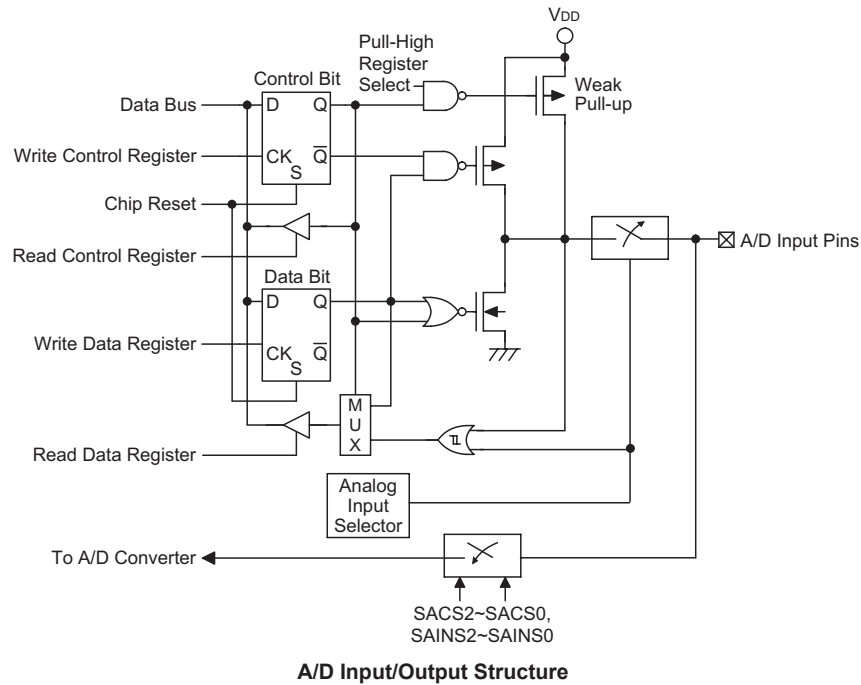 VDD
Pull-High
Register
Select
Control Bit
Weak
Pull-up
Data Bus
D
Q
Write Control Register
CK
Q̅
S
Chip Reset
Read Control Register
A/D Input Pins
Data Bit
D
Q
Write Data Register
CK
Q̅
S
M
U
X
Read Data Register
Analog
Input
Selector
To A/D Converter
SACS2~SACS0,
SAINS2~SAINS0
A/D Input/Output Structure